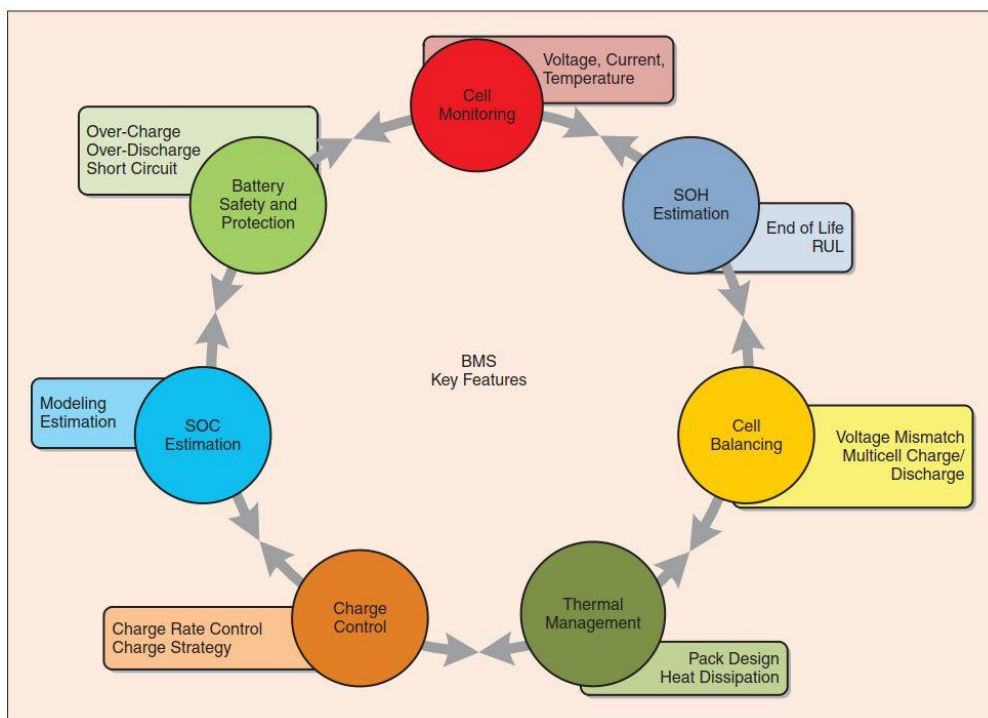 Voltage, Current,
Temperature
Cell
Monitoring
Over-Charge
Over-Discharge
Short Circuit
Battery
Safety and
Protection
SOH
Estimation
End of Life
RUL
BMS
Key Features
Modeling
Estimation
SOC
Estimation
Cell
Balancing
Voltage Mismatch
Multicell Charge/
Discharge
Charge
Control
Charge Rate Control
Charge Strategy
Thermal
Management
Pack Design
Heat Dissipation